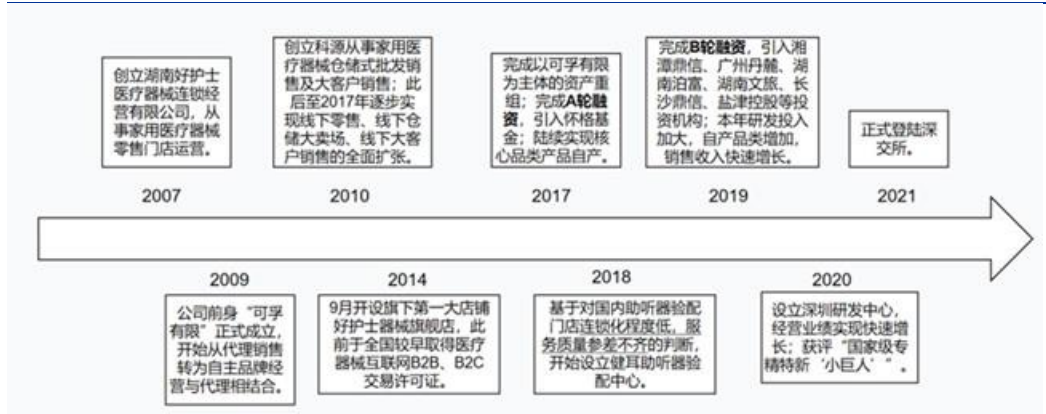 创立湖南好护士
医疗器械连锁经
营有限公司，从
事家用医疗器械
零售门店运营。
2007
创立科源从事家用医
疗器械仓储式批发销
售及大客户销售；此
后至2017年逐步实
现线下零售、线下仓
储大卖场、线下大客
户销售的全面扩张。
2010
完成以可孚有限
为主体的资产重
组；完成A轮融
资，引入怀格基
金；陆续实现核
心品类产品自产。
2017
完成B轮融资，引入湘
潭鼎信、广州丹麓、湖
南泊富、湖南文旅、长
沙鼎信、盐津控股等投
资机构；本年研发投入
加大，自产品类增加，
销售收入快速增长。
2019
正式登陆深
交所。
2021
2009
公司前身“可孚
有限”正式成立，
开始从代理销售
转为自主品牌经
营与代理相结合。
2014
9月开设旗下第一大店铺
好护士器械旗舰店，此
前于全国较早取得医疗
器械互联网B2B、B2C
交易许可证。
2018
基于对国内助听器验配
门店连锁化程度低，服
务质量参差不齐的判断，
开始设立健耳助听器验
配中心。
2020
设立深圳研发中心，
经营业绩实现快速增
长；获评“国家级专
精特新‘小巨人’”。